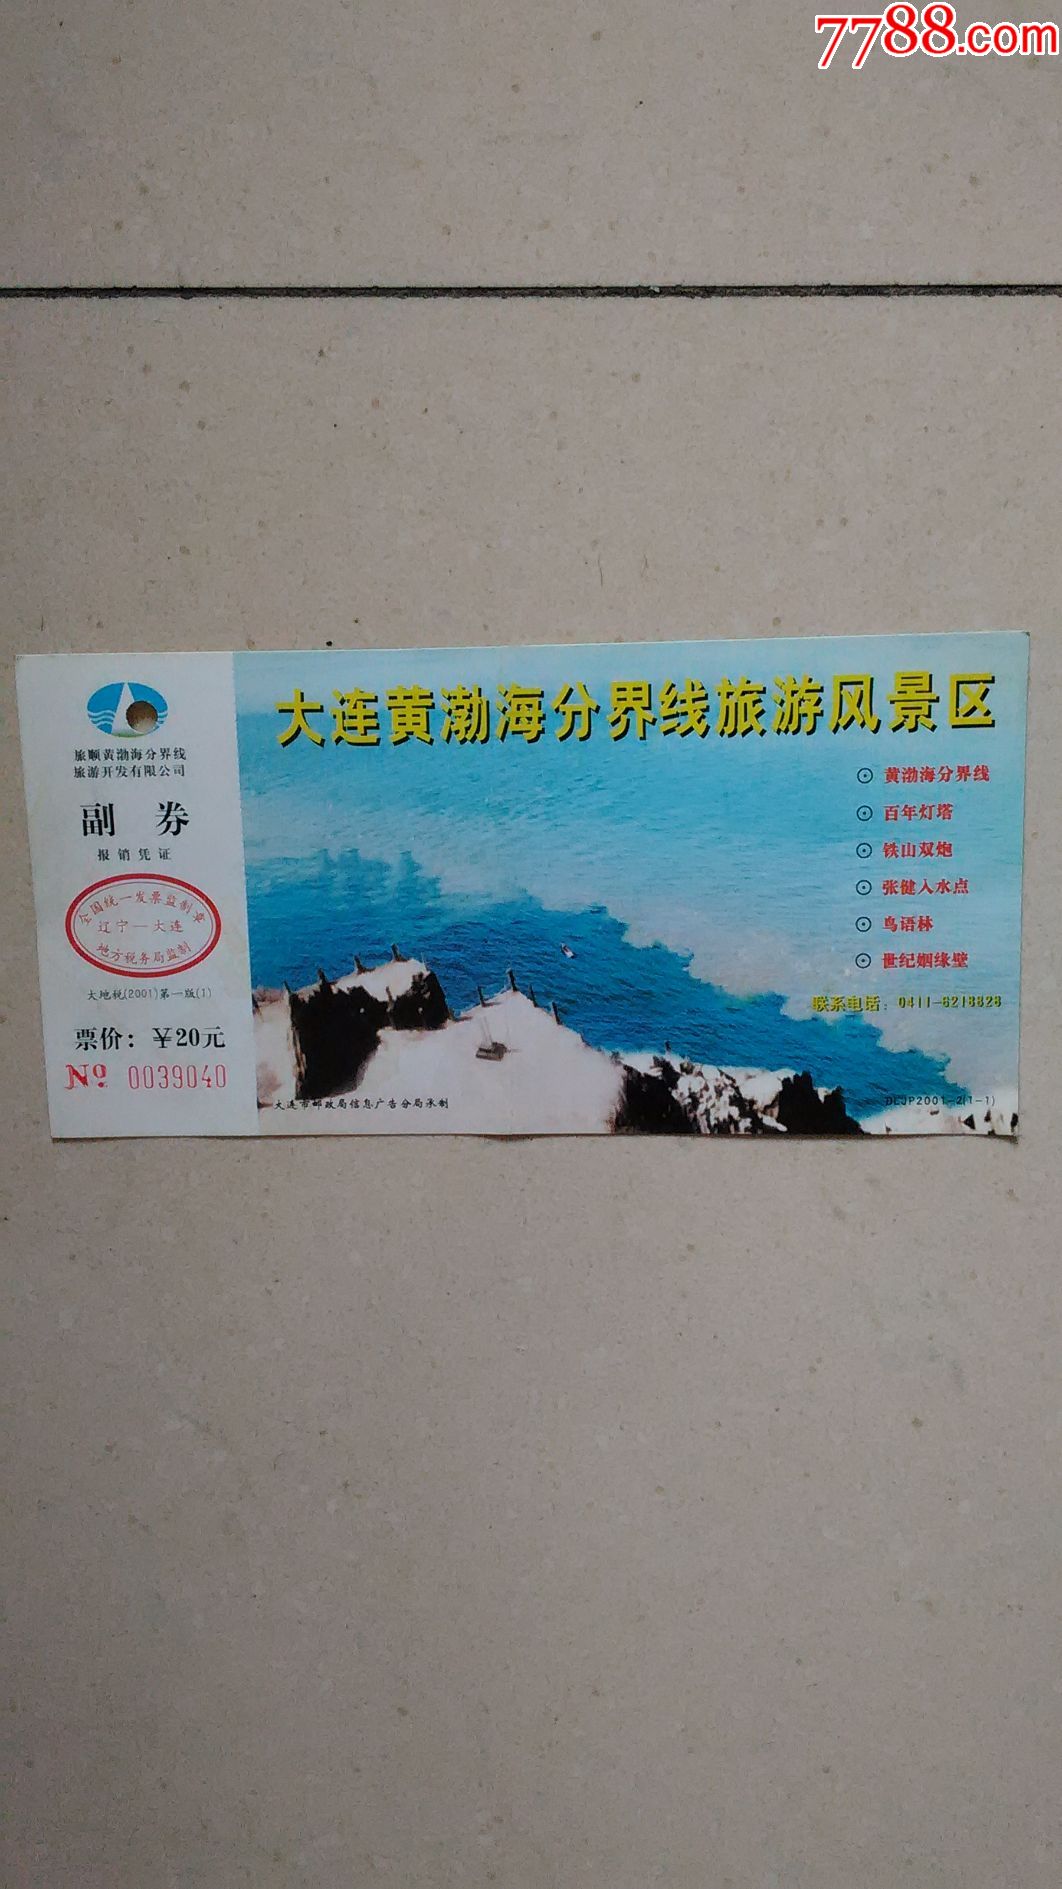 7788.com
旅顺黄渤海分界线
旅游开发有限公司
副 券
报销凭证
全国统一发票监制章
辽宁—大连
地方税务局监制
大地税(2001)第一版(1)
票价：￥20元
№ 0039040
大连黄渤海分界线旅游风景区
⊙ 黄渤海分界线
⊙ 百年灯塔
⊙ 铁山双炮
⊙ 张健入水点
⊙ 鸟语林
⊙ 世纪姻缘壁
联系电话：0411-6218828
大连市邮政局信息广告分局承制
DLJP2001-2(1-1)